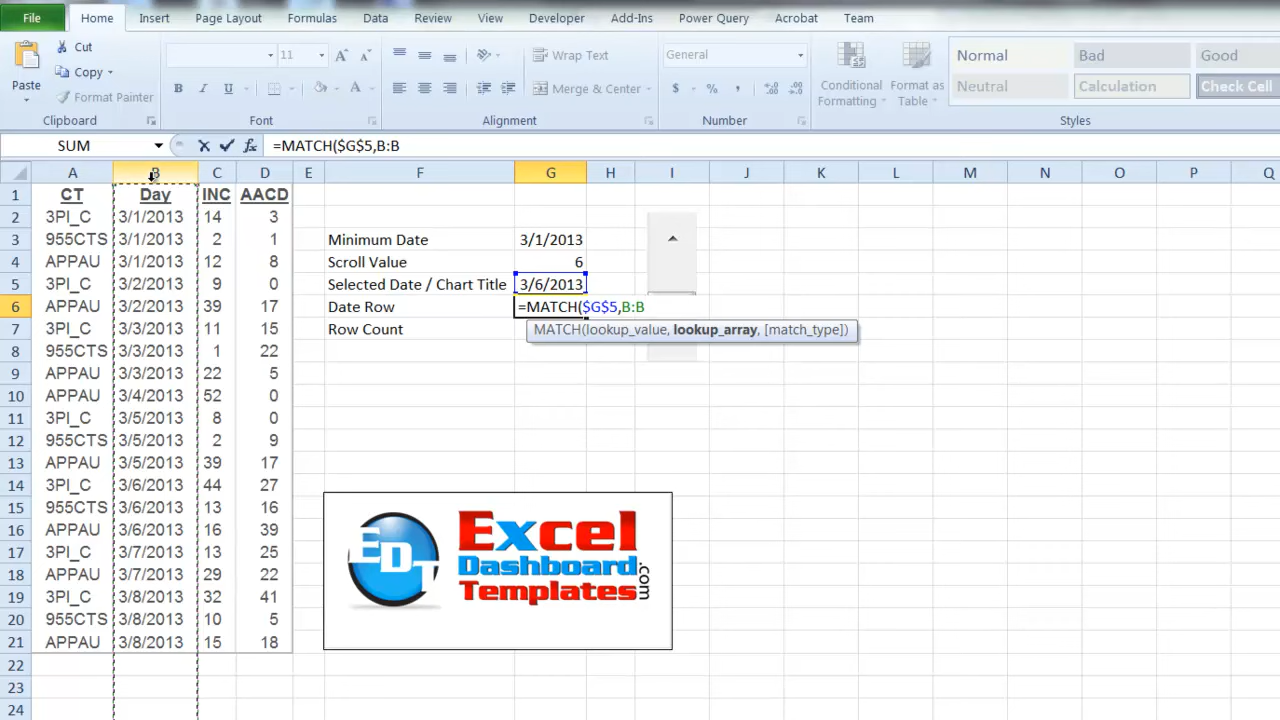 File Home Insert Page Layout Formulas Data Review View Developer Add-Ins Power Query Acrobat Team
Paste Cut Copy Format Painter
Clipboard
11 A A B I U A
Font
Wrap Text Merge & Center
Alignment
General $ % ,
Number
Conditional Formatting Format as Table
Normal Bad Good
Neutral Calculation Check Cell
Styles
SUM fx =MATCH($G$5,B:B
A B C D E F G H I J K L M N O P Q
1 CT Day INC AACD
2 3PI_C 3/1/2013 14 3
3 955CTS 3/1/2013 2 1 Minimum Date 3/1/2013
4 APPAU 3/1/2013 12 8 Scroll Value 6
5 3PI_C 3/2/2013 9 0 Selected Date / Chart Title 3/6/2013
6 APPAU 3/2/2013 39 17 Date Row =MATCH($G$5,B:B
7 3PI_C 3/3/2013 11 15 Row Count MATCH(lookup_value, lookup_array, [match_type])
8 955CTS 3/3/2013 1 22
9 APPAU 3/3/2013 22 5
10 APPAU 3/4/2013 52 0
11 3PI_C 3/5/2013 8 0
12 955CTS 3/5/2013 2 9
13 APPAU 3/5/2013 39 17
14 3PI_C 3/6/2013 44 27
15 955CTS 3/6/2013 13 16
16 APPAU 3/6/2013 16 39
17 3PI_C 3/7/2013 13 25
18 APPAU 3/7/2013 29 22
19 3PI_C 3/8/2013 32 41
20 955CTS 3/8/2013 10 5
21 APPAU 3/8/2013 15 18
22
23
24
EDT
Excel
Dashboard
Templates
.com